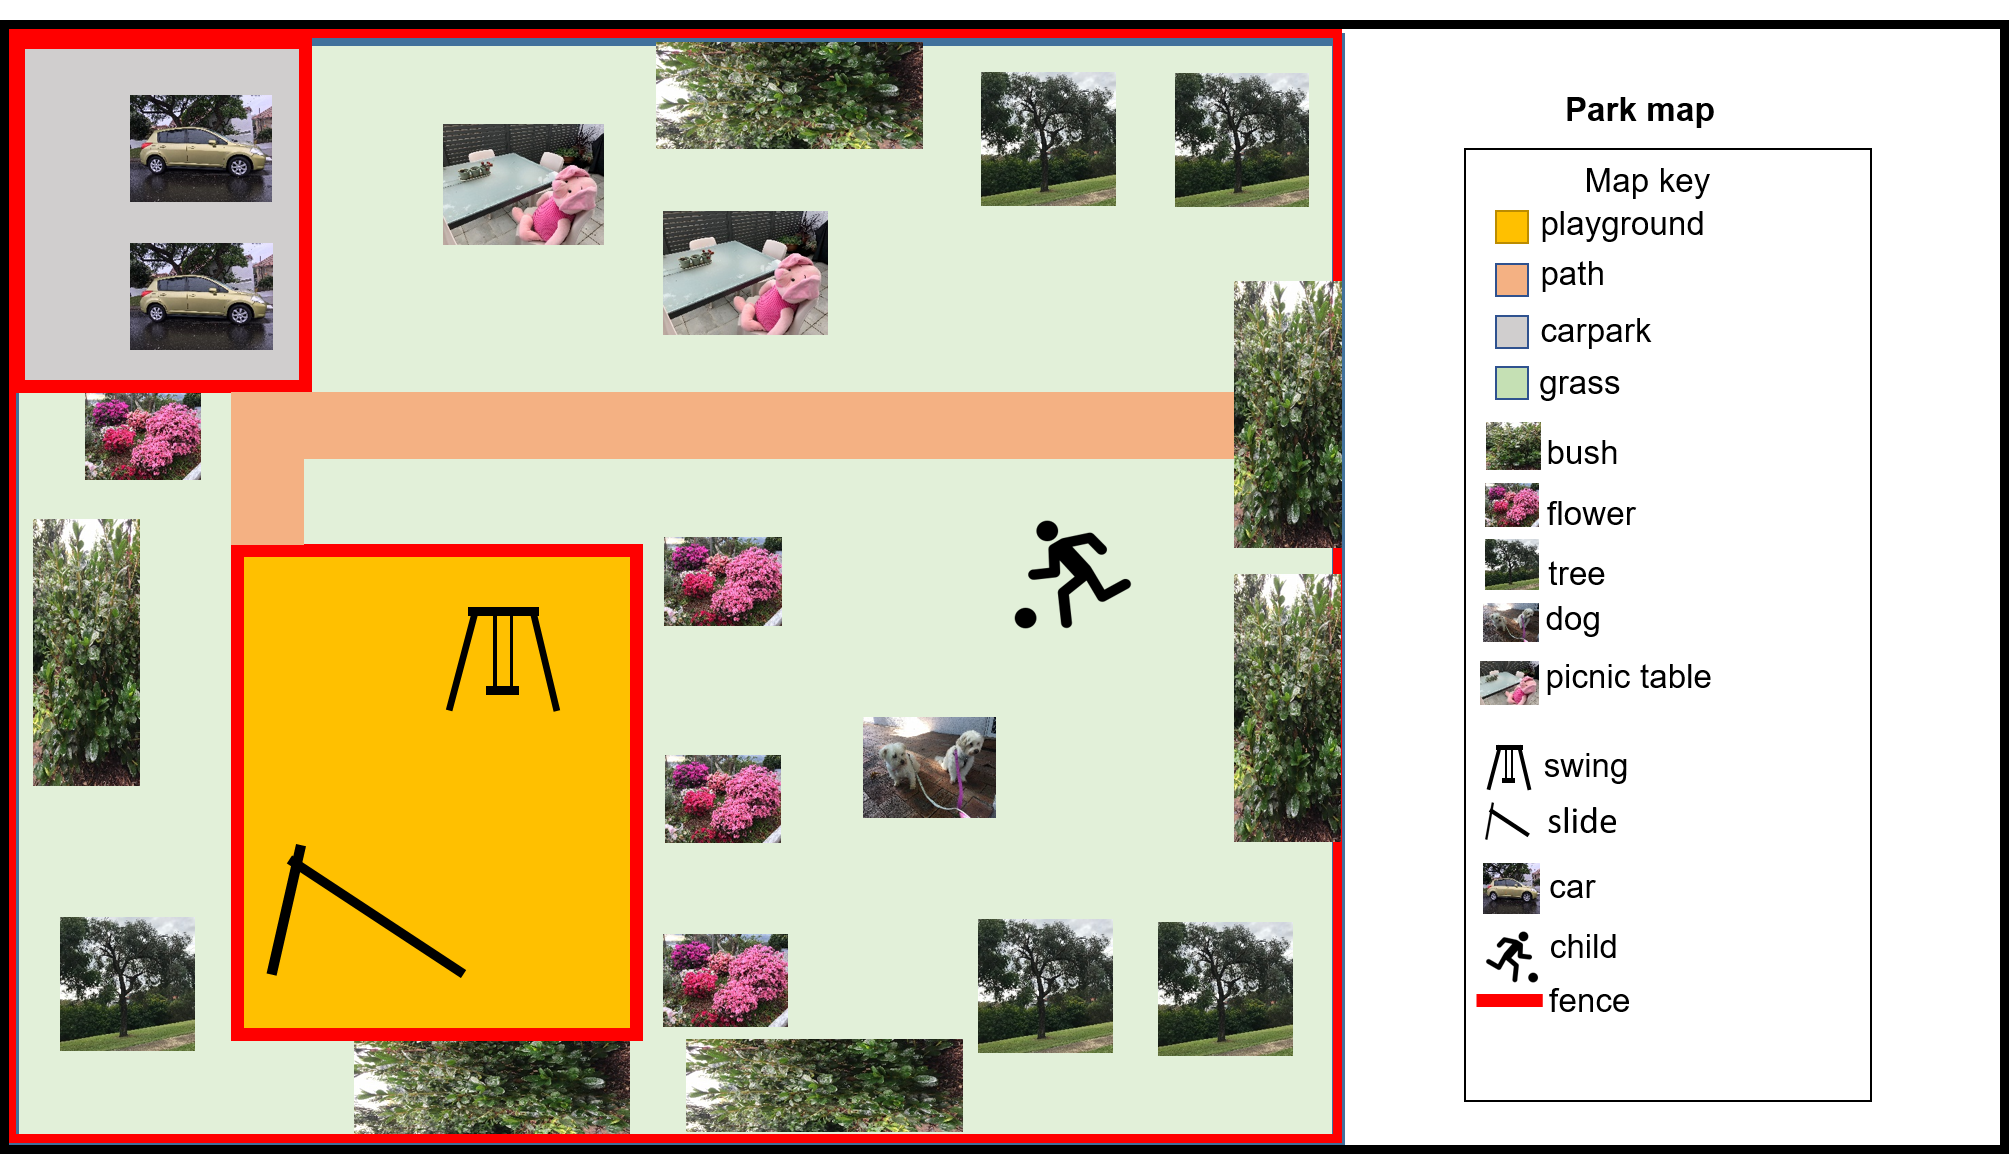 Park map
Map key
playground
path
carpark
grass
bush
flower
tree
dog
picnic table
swing
slide
car
child
fence